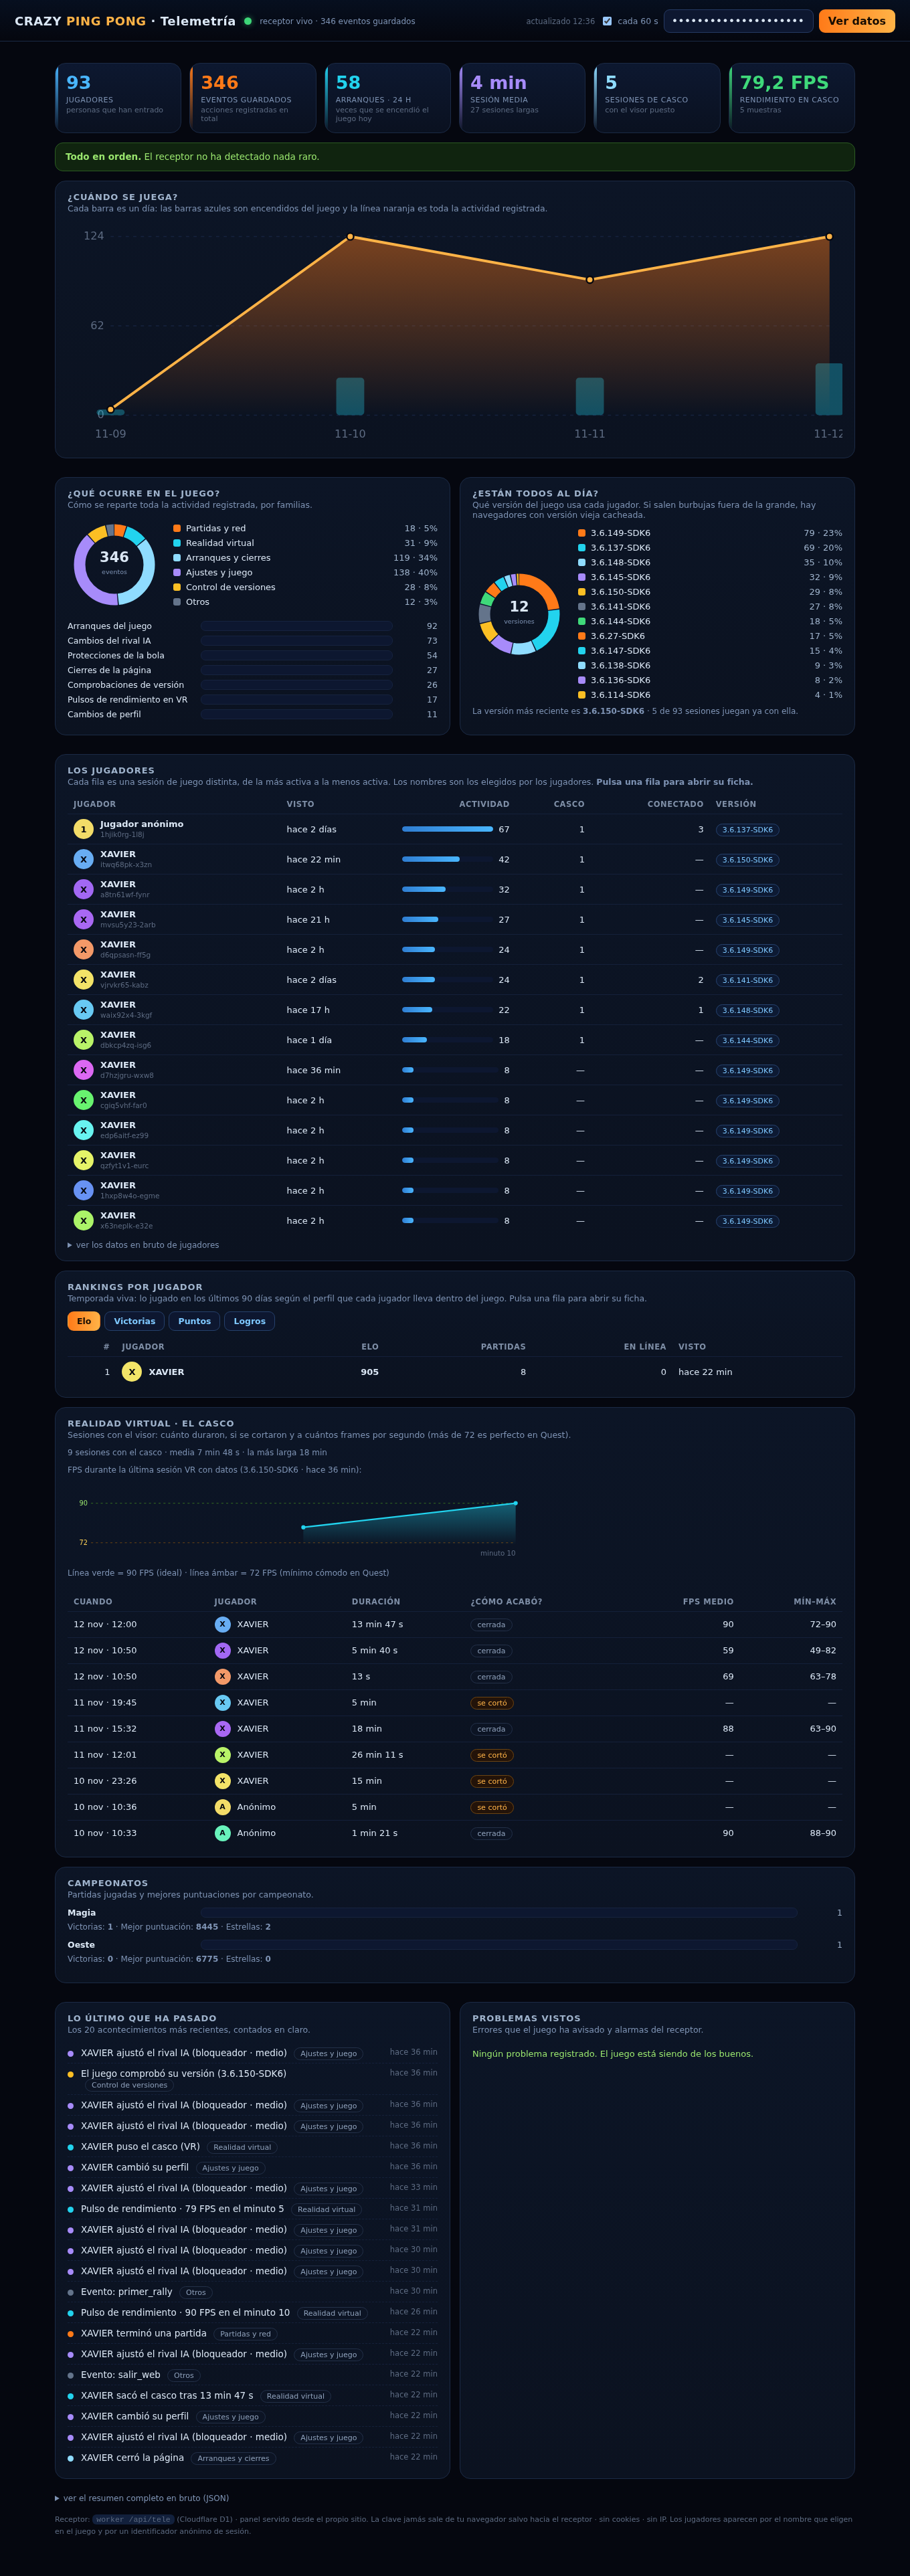 CRAZY PING PONG · Telemetría
receptor vivo · 346 eventos guardados
actualizado 12:36
cada 60 s
•••••••••••••••••••••
Ver datos
93
JUGADORES
personas que han entrado
346
EVENTOS GUARDADOS
acciones registradas en
total
58
ARRANQUES · 24 H
veces que se encendió el
juego hoy
4 min
SESIÓN MEDIA
27 sesiones largas
5
SESIONES DE CASCO
con el visor puesto
79,2 FPS
RENDIMIENTO EN CASCO
5 muestras
Todo en orden. El receptor no ha detectado nada raro.
¿CUÁNDO SE JUEGA?
Cada barra es un día: las barras azules son encendidos del juego y la línea naranja es toda la actividad registrada.
124
62
0
11-09
11-10
11-11
11-12
¿QUÉ OCURRE EN EL JUEGO?
Cómo se reparte toda la actividad registrada, por familias.
346
eventos
Partidas y red 18 · 5%
Realidad virtual 31 · 9%
Arranques y cierres 119 · 34%
Ajustes y juego 138 · 40%
Control de versiones 28 · 8%
Otros 12 · 3%
Arranques del juego 92
Cambios del rival IA 73
Protecciones de la bola 54
Cierres de la página 27
Comprobaciones de versión 26
Pulsos de rendimiento en VR 17
Cambios de perfil 11
¿ESTÁN TODOS AL DÍA?
Qué versión del juego usa cada jugador. Si salen burbujas fuera de la grande, hay
navegadores con versión vieja cacheada.
12
versiones
3.6.149-SDK6 79 · 23%
3.6.137-SDK6 69 · 20%
3.6.148-SDK6 35 · 10%
3.6.145-SDK6 32 · 9%
3.6.150-SDK6 29 · 8%
3.6.141-SDK6 27 · 8%
3.6.144-SDK6 18 · 5%
3.6.27-SDK6 17 · 5%
3.6.147-SDK6 15 · 4%
3.6.138-SDK6 9 · 3%
3.6.136-SDK6 8 · 2%
3.6.114-SDK6 4 · 1%
La versión más reciente es 3.6.150-SDK6 · 5 de 93 sesiones juegan ya con ella.
LOS JUGADORES
Cada fila es una sesión de juego distinta, de la más activa a la menos activa. Los nombres son los elegidos por los jugadores. Pulsa una fila para abrir su ficha.
JUGADOR VISTO ACTIVIDAD CASCO CONECTADO VERSIÓN
1 Jugador anónimo hace 2 días 67 1 3 3.6.137-SDK6
1hjik0rg-1l8j
X XAVIER hace 22 min 42 1 — 3.6.150-SDK6
itwq68pk-x3zn
X XAVIER hace 2 h 32 1 — 3.6.149-SDK6
a8tn61wf-fynr
X XAVIER hace 21 h 27 1 — 3.6.145-SDK6
mvsu5y23-2arb
X XAVIER hace 2 h 24 1 — 3.6.149-SDK6
d6qpsasn-ff5g
X XAVIER hace 2 días 24 1 2 3.6.141-SDK6
vjrvkr65-kabz
X XAVIER hace 17 h 22 1 1 3.6.148-SDK6
waix92x4-3kgf
X XAVIER hace 1 día 18 1 — 3.6.144-SDK6
dbkcp4zq-isg6
X XAVIER hace 36 min 8 — — 3.6.149-SDK6
d7hzjgru-wxw8
X XAVIER hace 2 h 8 — — 3.6.149-SDK6
cgiq5vhf-far0
X XAVIER hace 2 h 8 — — 3.6.149-SDK6
edp6aitf-ez99
X XAVIER hace 2 h 8 — — 3.6.149-SDK6
qzfyt1v1-eurc
X XAVIER hace 2 h 8 — — 3.6.149-SDK6
1hxp8w4o-egme
X XAVIER hace 2 h 8 — — 3.6.149-SDK6
x63neplk-e32e
▶ ver los datos en bruto de jugadores
RANKINGS POR JUGADOR
Temporada viva: lo jugado en los últimos 90 días según el perfil que cada jugador lleva dentro del juego. Pulsa una fila para abrir su ficha.
Elo Victorias Puntos Logros
# JUGADOR ELO PARTIDAS EN LÍNEA VISTO
1 X XAVIER 905 8 0 hace 22 min
REALIDAD VIRTUAL · EL CASCO
Sesiones con el visor: cuánto duraron, si se cortaron y a cuántos frames por segundo (más de 72 es perfecto en Quest).
9 sesiones con el casco · media 7 min 48 s · la más larga 18 min
FPS durante la última sesión VR con datos (3.6.150-SDK6 · hace 36 min):
90
72
minuto 10
Línea verde = 90 FPS (ideal) · línea ámbar = 72 FPS (mínimo cómodo en Quest)
CUANDO JUGADOR DURACIÓN ¿CÓMO ACABÓ? FPS MEDIO MÍN–MÁX
12 nov · 12:00 X XAVIER 13 min 47 s cerrada 90 72–90
12 nov · 10:50 X XAVIER 5 min 40 s cerrada 59 49–82
12 nov · 10:50 X XAVIER 13 s cerrada 69 63–78
11 nov · 19:45 X XAVIER 5 min se cortó — —
11 nov · 15:32 X XAVIER 18 min cerrada 88 63–90
11 nov · 12:01 X XAVIER 26 min 11 s se cortó — —
10 nov · 23:26 X XAVIER 15 min se cortó — —
10 nov · 10:36 A Anónimo 5 min se cortó — —
10 nov · 10:33 A Anónimo 1 min 21 s cerrada 90 88–90
CAMPEONATOS
Partidas jugadas y mejores puntuaciones por campeonato.
Magia 1
Victorias: 1 · Mejor puntuación: 8445 · Estrellas: 2
Oeste 1
Victorias: 0 · Mejor puntuación: 6775 · Estrellas: 0
LO ÚLTIMO QUE HA PASADO
Los 20 acontecimientos más recientes, contados en claro.
XAVIER ajustó el rival IA (bloqueador · medio) Ajustes y juego hace 36 min
El juego comprobó su versión (3.6.150-SDK6) hace 36 min
Control de versiones
XAVIER ajustó el rival IA (bloqueador · medio) Ajustes y juego hace 36 min
XAVIER ajustó el rival IA (bloqueador · medio) Ajustes y juego hace 36 min
XAVIER puso el casco (VR) Realidad virtual hace 36 min
XAVIER cambió su perfil Ajustes y juego hace 36 min
XAVIER ajustó el rival IA (bloqueador · medio) Ajustes y juego hace 33 min
Pulso de rendimiento · 79 FPS en el minuto 5 Realidad virtual hace 31 min
XAVIER ajustó el rival IA (bloqueador · medio) Ajustes y juego hace 31 min
XAVIER ajustó el rival IA (bloqueador · medio) Ajustes y juego hace 30 min
XAVIER ajustó el rival IA (bloqueador · medio) Ajustes y juego hace 30 min
Evento: primer_rally Otros hace 30 min
Pulso de rendimiento · 90 FPS en el minuto 10 Realidad virtual hace 26 min
XAVIER terminó una partida Partidas y red hace 22 min
XAVIER ajustó el rival IA (bloqueador · medio) Ajustes y juego hace 22 min
Evento: salir_web Otros hace 22 min
XAVIER sacó el casco tras 13 min 47 s Realidad virtual hace 22 min
XAVIER cambió su perfil Ajustes y juego hace 22 min
XAVIER ajustó el rival IA (bloqueador · medio) Ajustes y juego hace 22 min
XAVIER cerró la página Arranques y cierres hace 22 min
PROBLEMAS VISTOS
Errores que el juego ha avisado y alarmas del receptor.
Ningún problema registrado. El juego está siendo de los buenos.
▶ ver el resumen completo en bruto (JSON)
Receptor: worker /api/tele (Cloudflare D1) · panel servido desde el propio sitio. La clave jamás sale de tu navegador salvo hacia el receptor · sin cookies · sin IP. Los jugadores aparecen por el nombre que eligen
en el juego y por un identificador anónimo de sesión.